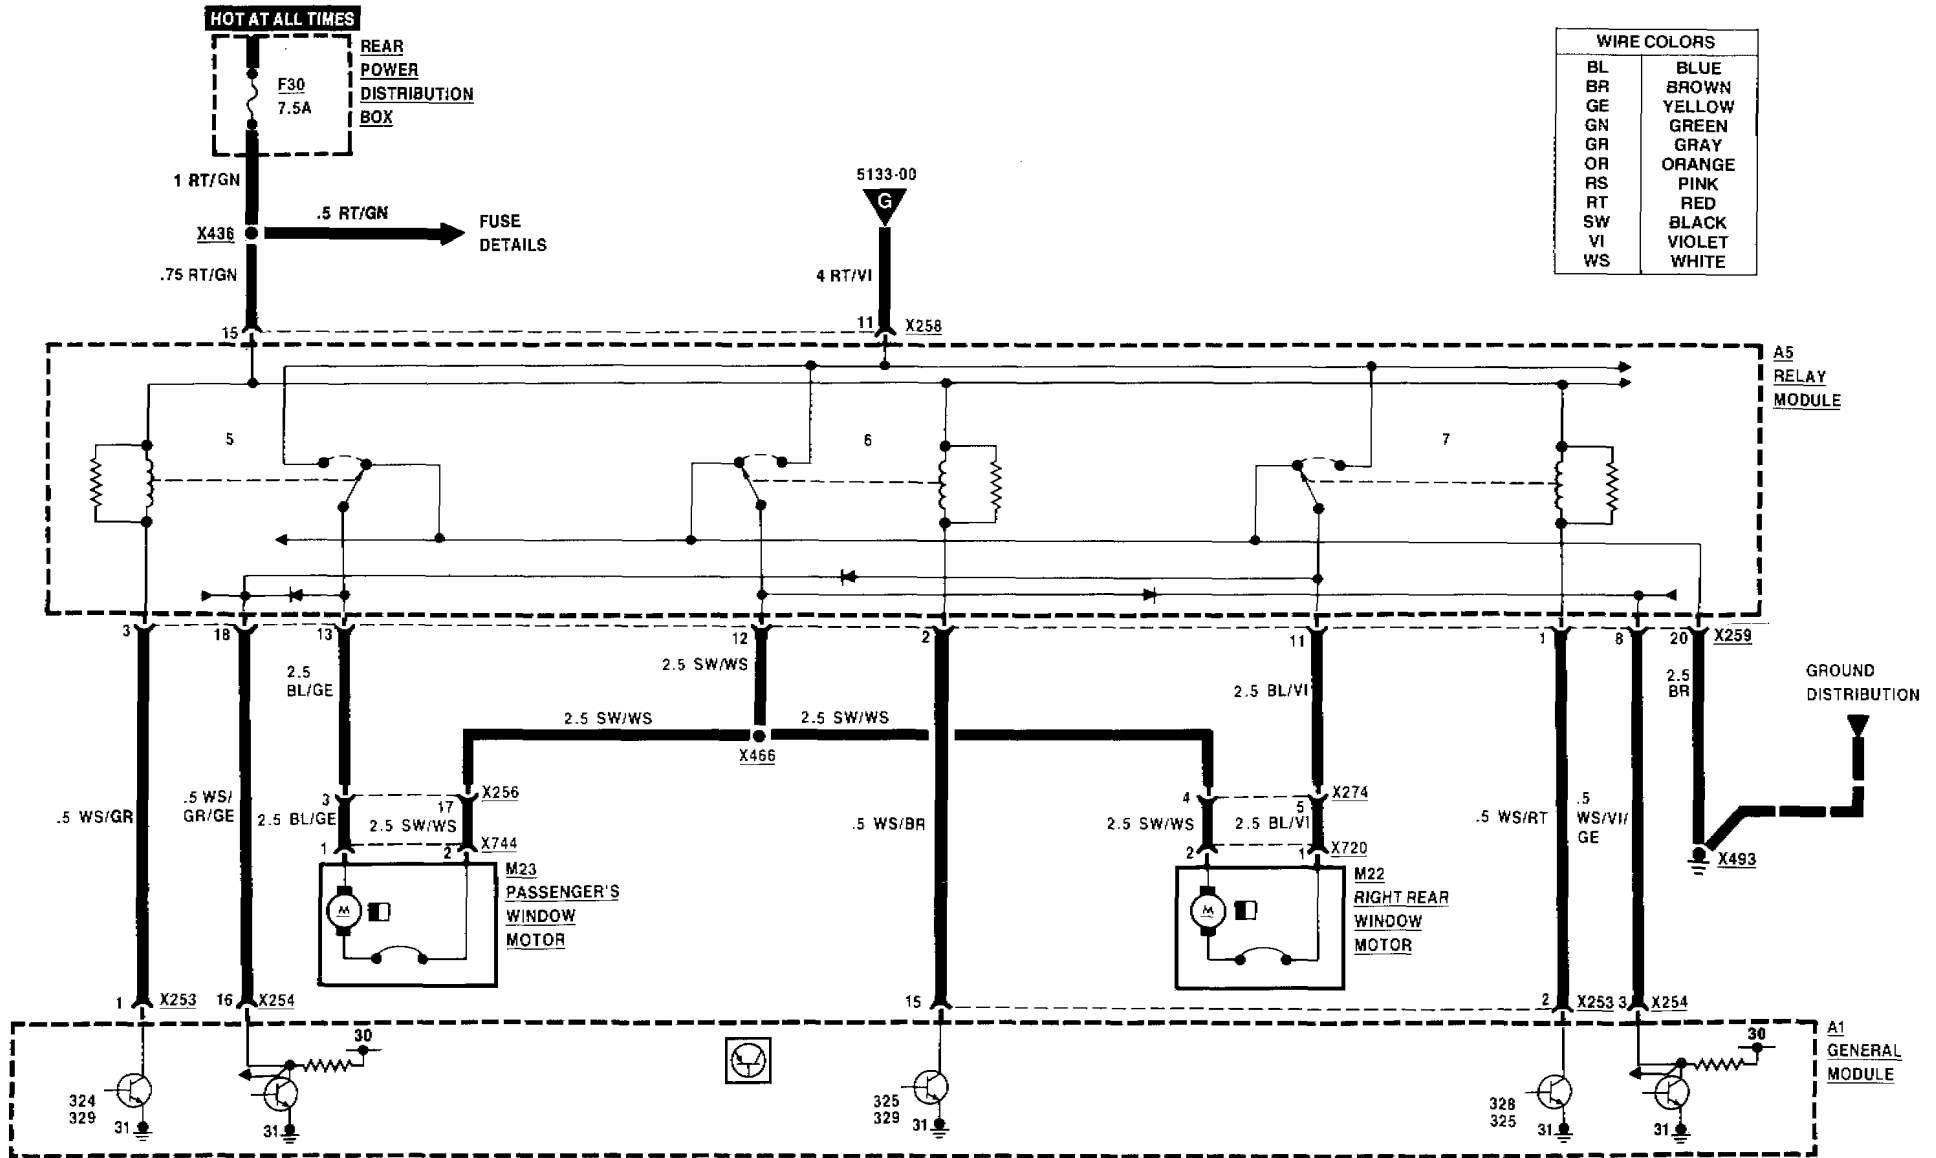 HOT AT ALL TIMES
REAR
POWER
DISTRIBUTION
BOX
F30
7.5A
1 RT/GN
X436
.5 RT/GN
FUSE
DETAILS
.75 RT/GN
5133-00
G
4 RT/VI
WIRE COLORS
BL BLUE
BR BROWN
GE YELLOW
GN GREEN
GR GRAY
OR ORANGE
RS PINK
RT RED
SW BLACK
VI VIOLET
WS WHITE
15
11
X258
A5
RELAY
MODULE
5
6
7
3
18
13
12
2
11
1
8
20
X259
2.5
BL/GE
2.5 SW/WS
2.5 BL/VI
2.5
BR
GROUND
DISTRIBUTION
2.5 SW/WS
2.5 SW/WS
X466
3
17
X256
4
5
X274
.5 WS/GR
.5 WS/
GR/GE
2.5 BL/GE
2.5 SW/WS
.5 WS/BR
2.5 SW/WS
2.5 BL/VI
.5 WS/RT
.5
WS/VI/
GE
1
2
X744
2
1
X720
X493
M23
PASSENGER'S
WINDOW
MOTOR
M
M22
RIGHT REAR
WINDOW
MOTOR
M
1
X253
16
X254
15
2
X253
3
X254
A1
GENERAL
MODULE
30
30
324
329
31
31
325
329
31
328
325
31
31